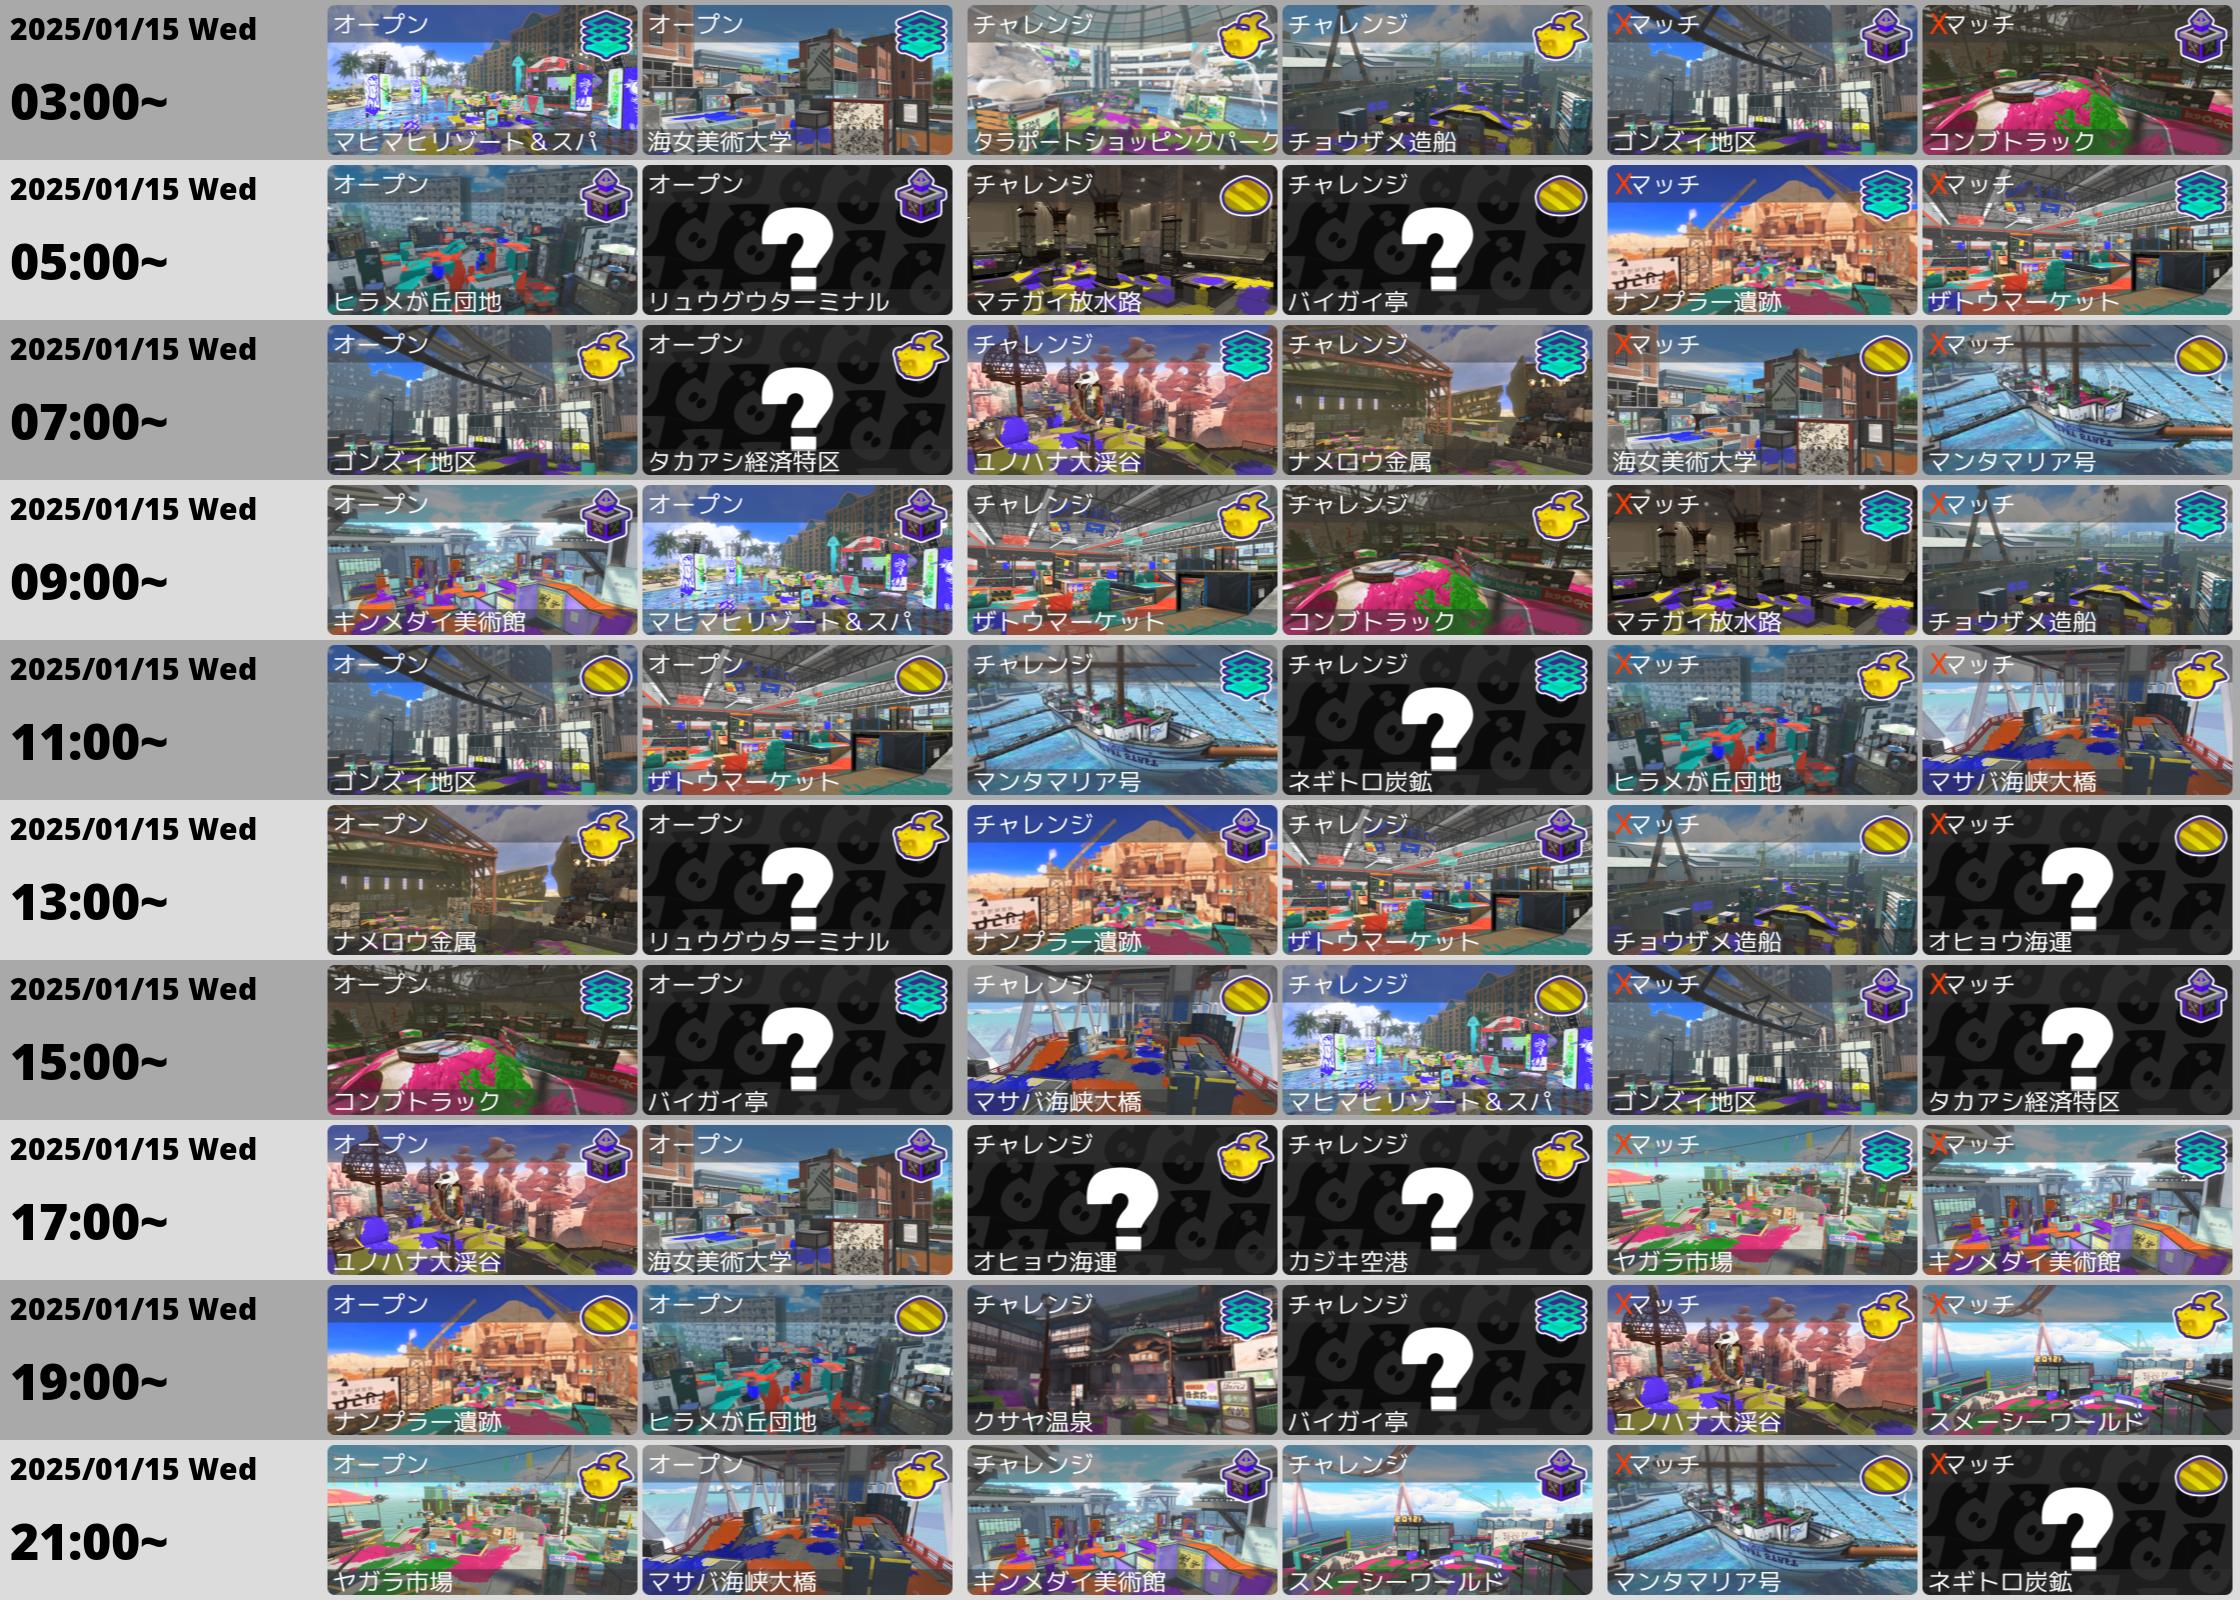 2025/01/15 Wed
03:00~
オープン
マヒマヒリゾート＆スパ
オープン
海女美術大学
チャレンジ
タラポートショッピングパーク
チャレンジ
チョウザメ造船
Xマッチ
ゴンズイ地区
Xマッチ
コンブトラック
2025/01/15 Wed
05:00~
オープン
ヒラメが丘団地
オープン
?
リュウグウターミナル
チャレンジ
マテガイ放水路
チャレンジ
?
バイガイ亭
Xマッチ
ナンプラー遺跡
Xマッチ
ザトウマーケット
2025/01/15 Wed
07:00~
オープン
ゴンズイ地区
オープン
?
タカアシ経済特区
チャレンジ
ユノハナ大渓谷
チャレンジ
ナメロウ金属
Xマッチ
海女美術大学
Xマッチ
マンタマリア号
2025/01/15 Wed
09:00~
オープン
キンメダイ美術館
オープン
マヒマヒリゾート＆スパ
チャレンジ
ザトウマーケット
チャレンジ
コンブトラック
Xマッチ
マテガイ放水路
Xマッチ
チョウザメ造船
2025/01/15 Wed
11:00~
オープン
ゴンズイ地区
オープン
ザトウマーケット
チャレンジ
マンタマリア号
チャレンジ
?
ネギトロ炭鉱
Xマッチ
ヒラメが丘団地
Xマッチ
マサバ海峡大橋
2025/01/15 Wed
13:00~
オープン
ナメロウ金属
オープン
?
リュウグウターミナル
チャレンジ
ナンプラー遺跡
チャレンジ
ザトウマーケット
Xマッチ
チョウザメ造船
Xマッチ
?
オヒョウ海運
2025/01/15 Wed
15:00~
オープン
コンブトラック
オープン
?
バイガイ亭
チャレンジ
マサバ海峡大橋
チャレンジ
マヒマヒリゾート＆スパ
Xマッチ
ゴンズイ地区
Xマッチ
?
タカアシ経済特区
2025/01/15 Wed
17:00~
オープン
ユノハナ大渓谷
オープン
海女美術大学
チャレンジ
?
オヒョウ海運
チャレンジ
?
カジキ空港
Xマッチ
ヤガラ市場
Xマッチ
キンメダイ美術館
2025/01/15 Wed
19:00~
オープン
ナンプラー遺跡
オープン
ヒラメが丘団地
チャレンジ
クサヤ温泉
チャレンジ
?
バイガイ亭
Xマッチ
ユノハナ大渓谷
Xマッチ
スメーシーワールド
2025/01/15 Wed
21:00~
オープン
ヤガラ市場
オープン
マサバ海峡大橋
チャレンジ
キンメダイ美術館
チャレンジ
スメーシーワールド
Xマッチ
マンタマリア号
Xマッチ
?
ネギトロ炭鉱